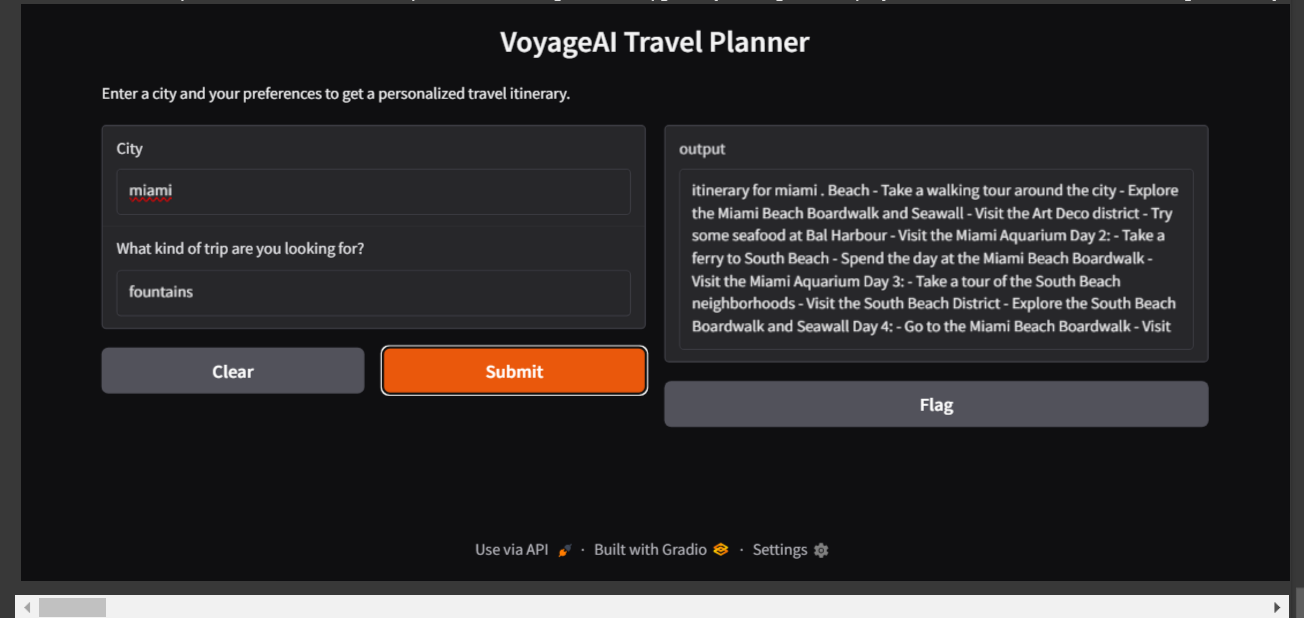 VoyageAI Travel Planner
Enter a city and your preferences to get a personalized travel itinerary.
City
miami
What kind of trip are you looking for?
fountains
Clear
Submit
output
itinerary for miami . Beach - Take a walking tour around the city - Explore
the Miami Beach Boardwalk and Seawall - Visit the Art Deco district - Try
some seafood at Bal Harbour - Visit the Miami Aquarium Day 2: - Take a
ferry to South Beach - Spend the day at the Miami Beach Boardwalk -
Visit the Miami Aquarium Day 3: - Take a tour of the South Beach
neighborhoods - Visit the South Beach District - Explore the South Beach
Boardwalk and Seawall Day 4: - Go to the Miami Beach Boardwalk - Visit
Flag
Use via API · Built with Gradio · Settings